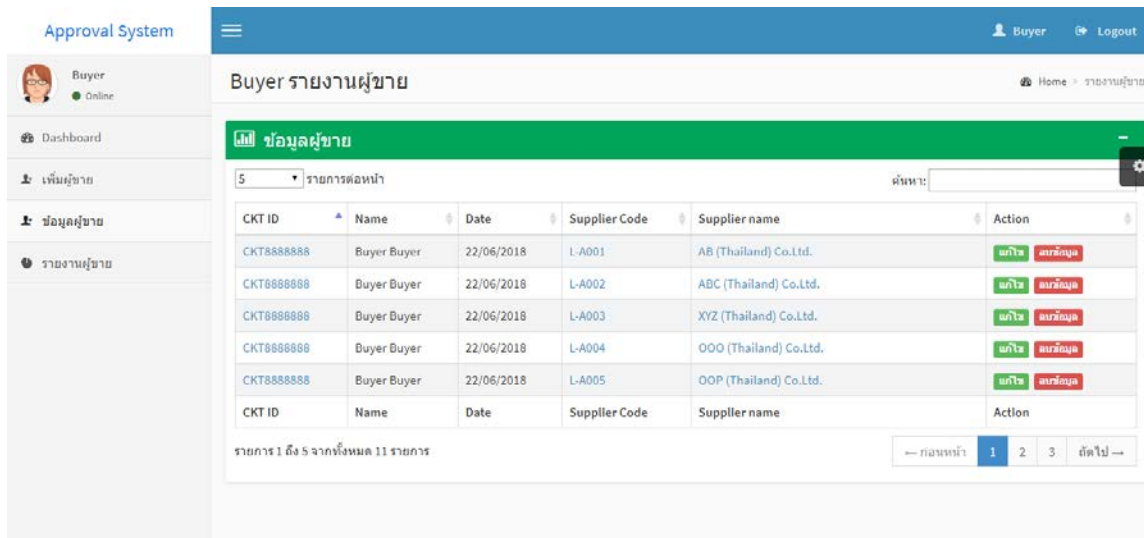 Approval System
Buyer
Logout
Buyer
Online
Buyer รายงานผู้ขาย
Home > รายงานผู้ขาย
Dashboard
เพิ่มผู้ขาย
ข้อมูลผู้ขาย
รายงานผู้ขาย
ข้อมูลผู้ขาย
5 รายการต่อหน้า
ค้นหา:
CKT ID Name Date Supplier Code Supplier name Action
CKT8888888 Buyer Buyer 22/06/2018 L-A001 AB (Thailand) Co.Ltd. แก้ไข ลบข้อมูล
CKT8888888 Buyer Buyer 22/06/2018 L-A002 ABC (Thailand) Co.Ltd. แก้ไข ลบข้อมูล
CKT8888888 Buyer Buyer 22/06/2018 L-A003 XYZ (Thailand) Co.Ltd. แก้ไข ลบข้อมูล
CKT8888888 Buyer Buyer 22/06/2018 L-A004 OOO (Thailand) Co.Ltd. แก้ไข ลบข้อมูล
CKT8888888 Buyer Buyer 22/06/2018 L-A005 OOP (Thailand) Co.Ltd. แก้ไข ลบข้อมูล
CKT ID Name Date Supplier Code Supplier name Action
รายการ 1 ถึง 5 จากทั้งหมด 11 รายการ
← ก่อนหน้า 1 2 3 ถัดไป →